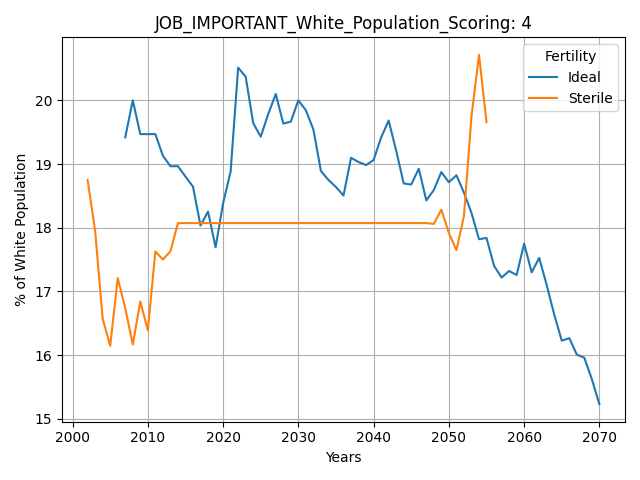 JOB_IMPORTANT_White_Population_Scoring: 4
Fertility
Ideal
Sterile
% of White Population
20
19
18
17
16
15
2000
2010
2020
2030
2040
2050
2060
2070
Years